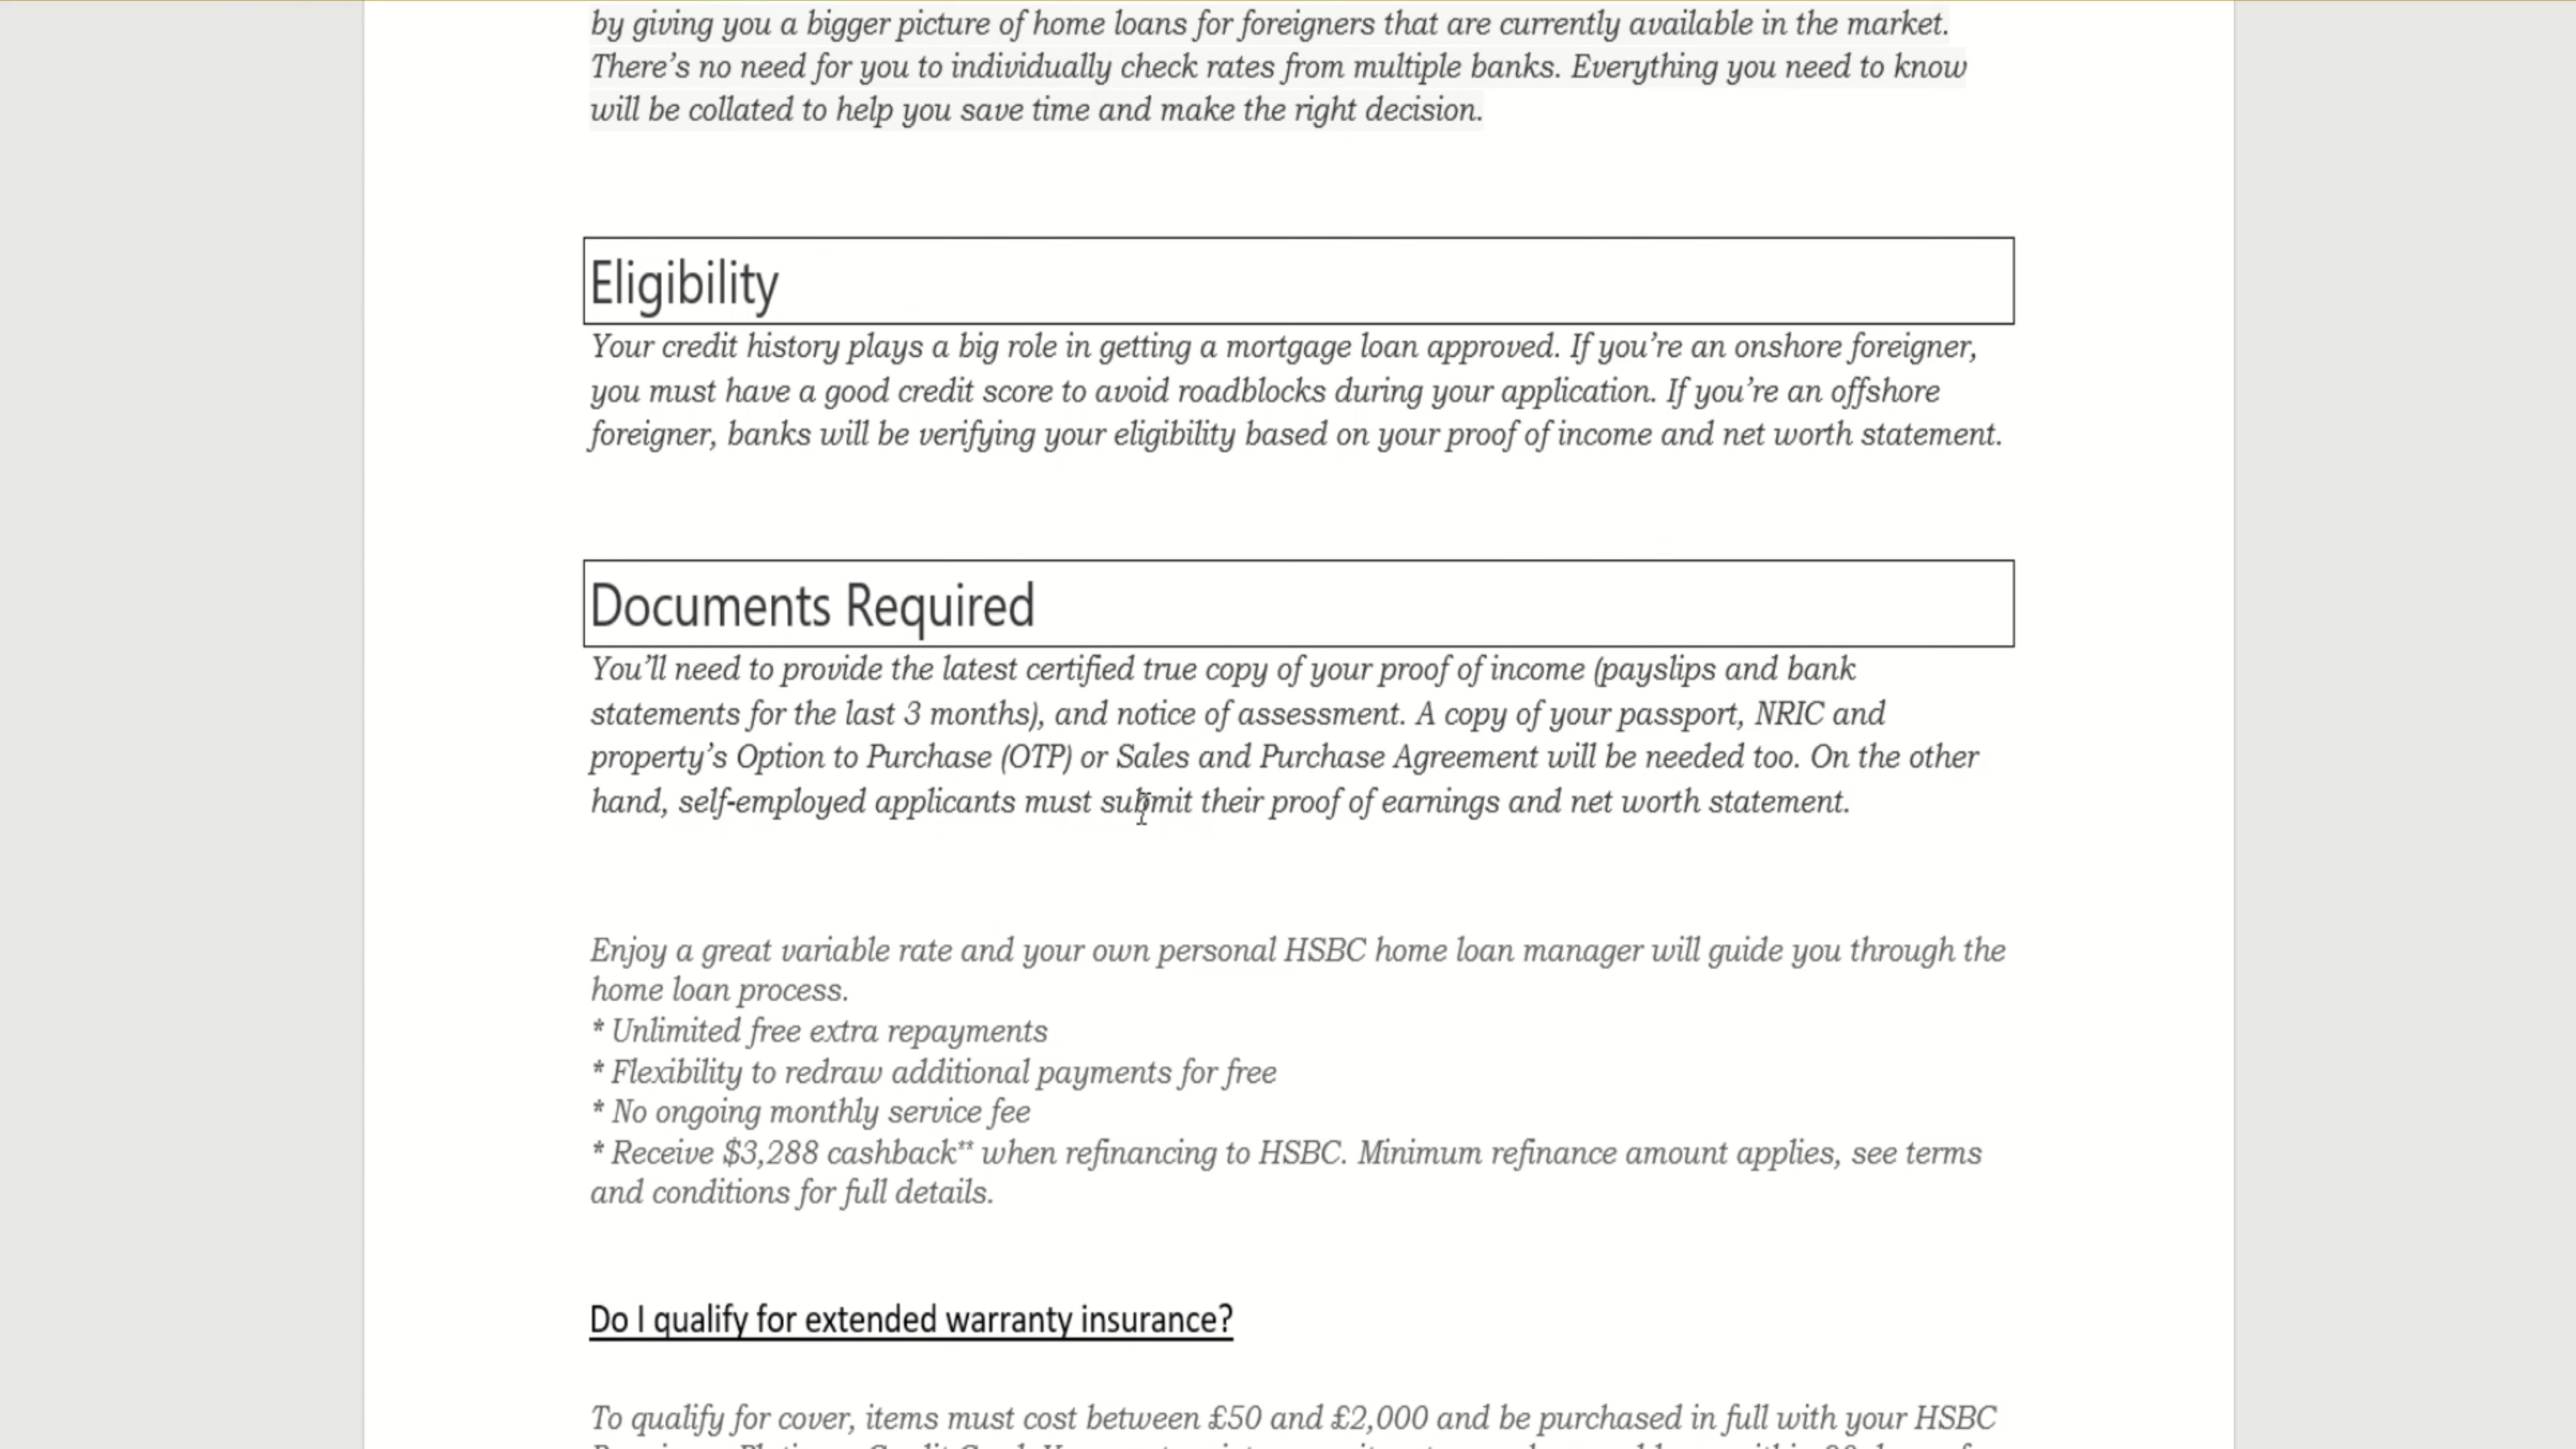 by giving you a bigger picture of home loans for foreigners that are currently available in the market.
There’s no need for you to individually check rates from multiple banks. Everything you need to know
will be collated to help you save time and make the right decision.
Eligibility
Your credit history plays a big role in getting a mortgage loan approved. If you’re an onshore foreigner,
you must have a good credit score to avoid roadblocks during your application. If you’re an offshore
foreigner, banks will be verifying your eligibility based on your proof of income and net worth statement.
Documents Required
You’ll need to provide the latest certified true copy of your proof of income (payslips and bank
statements for the last 3 months), and notice of assessment. A copy of your passport, NRIC and
property’s Option to Purchase (OTP) or Sales and Purchase Agreement will be needed too. On the other
hand, self-employed applicants must submit their proof of earnings and net worth statement.
Enjoy a great variable rate and your own personal HSBC home loan manager will guide you through the
home loan process.
* Unlimited free extra repayments
* Flexibility to redraw additional payments for free
* No ongoing monthly service fee
* Receive $3,288 cashback** when refinancing to HSBC. Minimum refinance amount applies, see terms
and conditions for full details.
Do I qualify for extended warranty insurance?
To qualify for cover, items must cost between £50 and £2,000 and be purchased in full with your HSBC